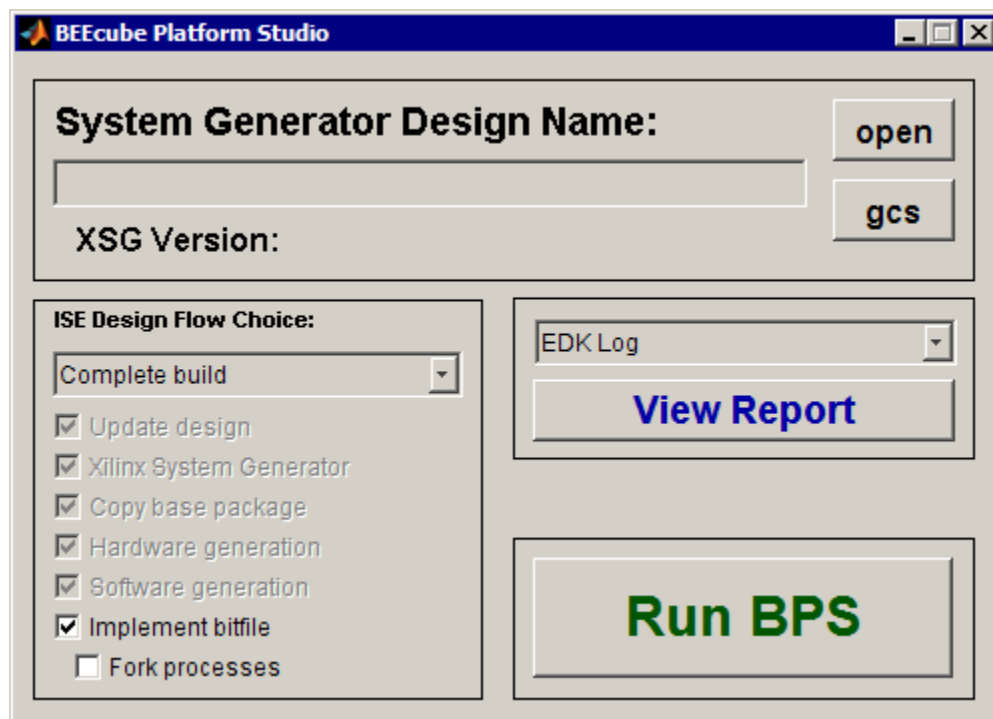 BEEcube Platform Studio
System Generator Design Name:
open
gcs
XSG Version:
ISE Design Flow Choice:
Complete build
Update design
Xilinx System Generator
Copy base package
Hardware generation
Software generation
Implement bitfile
Fork processes
EDK Log
View Report
Run BPS